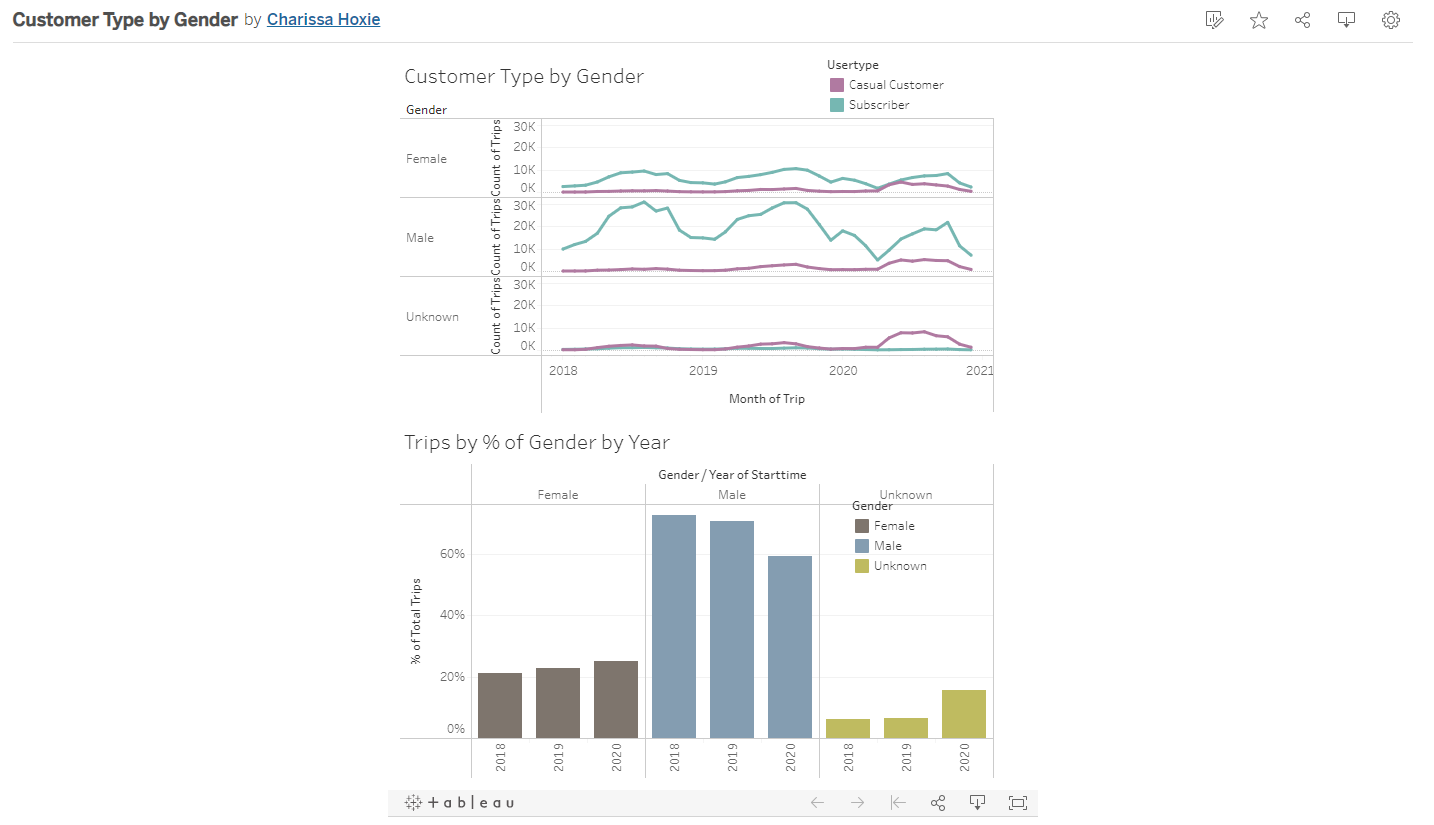 Customer Type by Gender by Charissa Hoxie
Customer Type by Gender
Usertype
Casual Customer
Subscriber
Gender
Female
Count of Trips
30K
20K
10K
0K
Male
Count of Trips
30K
20K
10K
0K
Unknown
Count of Trips
30K
20K
10K
0K
2018 2019 2020 2021
Month of Trip
Trips by % of Gender by Year
Gender / Year of Starttime
Female Male Unknown
Gender
Female
Male
Unknown
% of Total Trips
60%
40%
20%
0%
2018 2019 2020 2018 2019 2020 2018 2019 2020
+ a b l e a u